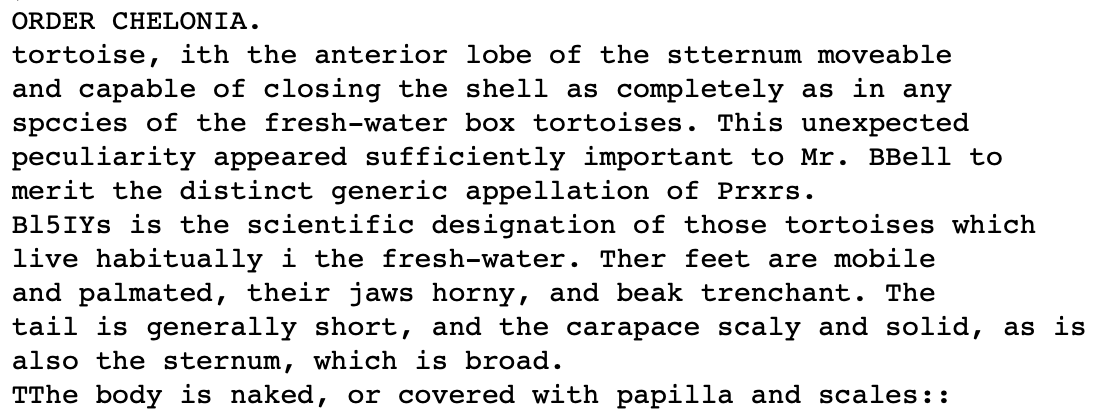 ORDER CHELONIA.
tortoise, ith the anterior lobe of the stternum moveable
and capable of closing the shell as completely as in any
spccies of the fresh-water box tortoises. This unexpected
peculiarity appeared sufficiently important to Mr. BBell to
merit the distinct generic appellation of Prxrs.
Bl5IYs is the scientific designation of those tortoises which
live habitually i the fresh-water. Ther feet are mobile
and palmated, their jaws horny, and beak trenchant. The
tail is generally short, and the carapace scaly and solid, as is
also the sternum, which is broad.
TThe body is naked, or covered with papilla and scales::